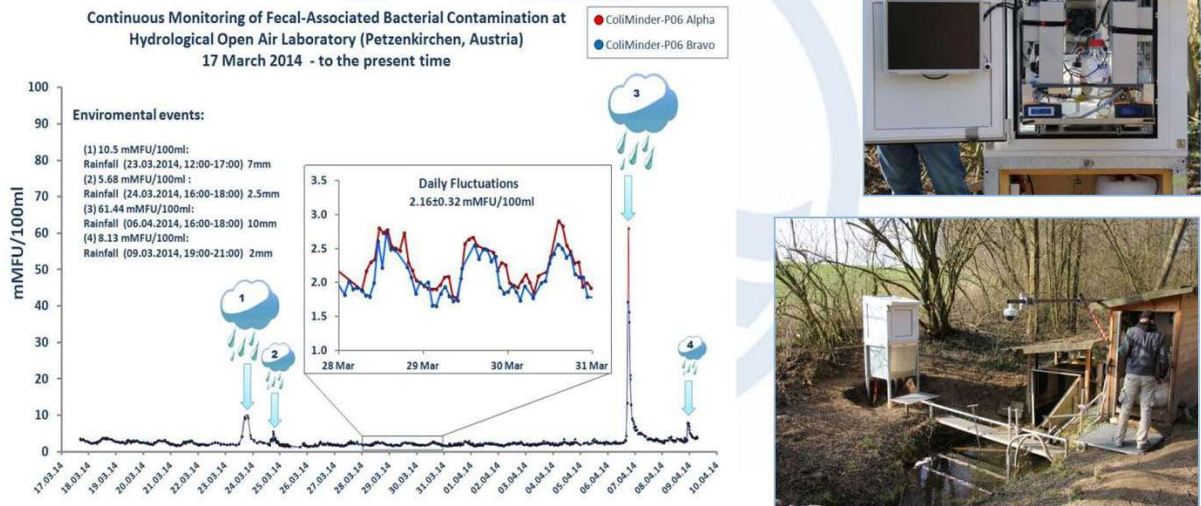 Continuous Monitoring of Fecal-Associated Bacterial Contamination at
Hydrological Open Air Laboratory (Petzenkirchen, Austria)
17 March 2014 - to the present time
ColiMinder-P06 Alpha
ColiMinder-P06 Bravo
mMFU/100ml
100
90
80
70
60
50
40
30
20
10
0
Enviromental events:
(1) 10.5 mMFU/100ml:
Rainfall (23.03.2014, 12:00-17:00) 7mm
(2) 5.68 mMFU/100ml :
Rainfall (24.03.2014, 16:00-18:00) 2.5mm
(3) 61.44 mMFU/100ml:
Rainfall (06.04.2014, 16:00-18:00) 10mm
(4) 8.13 mMFU/100ml:
Rainfall (09.03.2014, 19:00-21:00) 2mm
1
2
3
4
Daily Fluctuations
2.16±0.32 mMFU/100ml
3.5
3.0
2.5
2.0
1.5
1.0
28 Mar
29 Mar
30 Mar
31 Mar
17.03.14
18.03.14
19.03.14
20.03.14
21.03.14
22.03.14
23.03.14
24.03.14
25.03.14
26.03.14
27.03.14
28.03.14
29.03.14
30.03.14
31.03.14
01.04.14
02.04.14
03.04.14
04.04.14
05.04.14
06.04.14
07.04.14
08.04.14
09.04.14
10.04.14